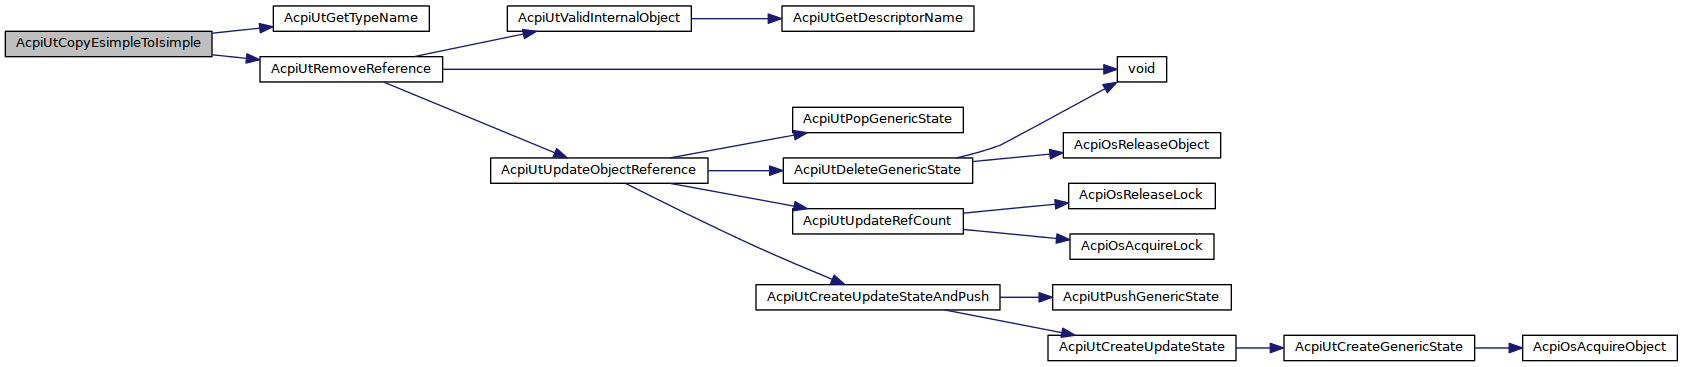 AcpiUtCopyEsimpleToIsimple
AcpiUtGetTypeName
AcpiUtRemoveReference
AcpiUtValidInternalObject
AcpiUtGetDescriptorName
void
AcpiUtUpdateObjectReference
AcpiUtPopGenericState
AcpiUtDeleteGenericState
AcpiOsReleaseObject
AcpiUtUpdateRefCount
AcpiOsReleaseLock
AcpiOsAcquireLock
AcpiUtCreateUpdateStateAndPush
AcpiUtPushGenericState
AcpiUtCreateUpdateState
AcpiUtCreateGenericState
AcpiOsAcquireObject